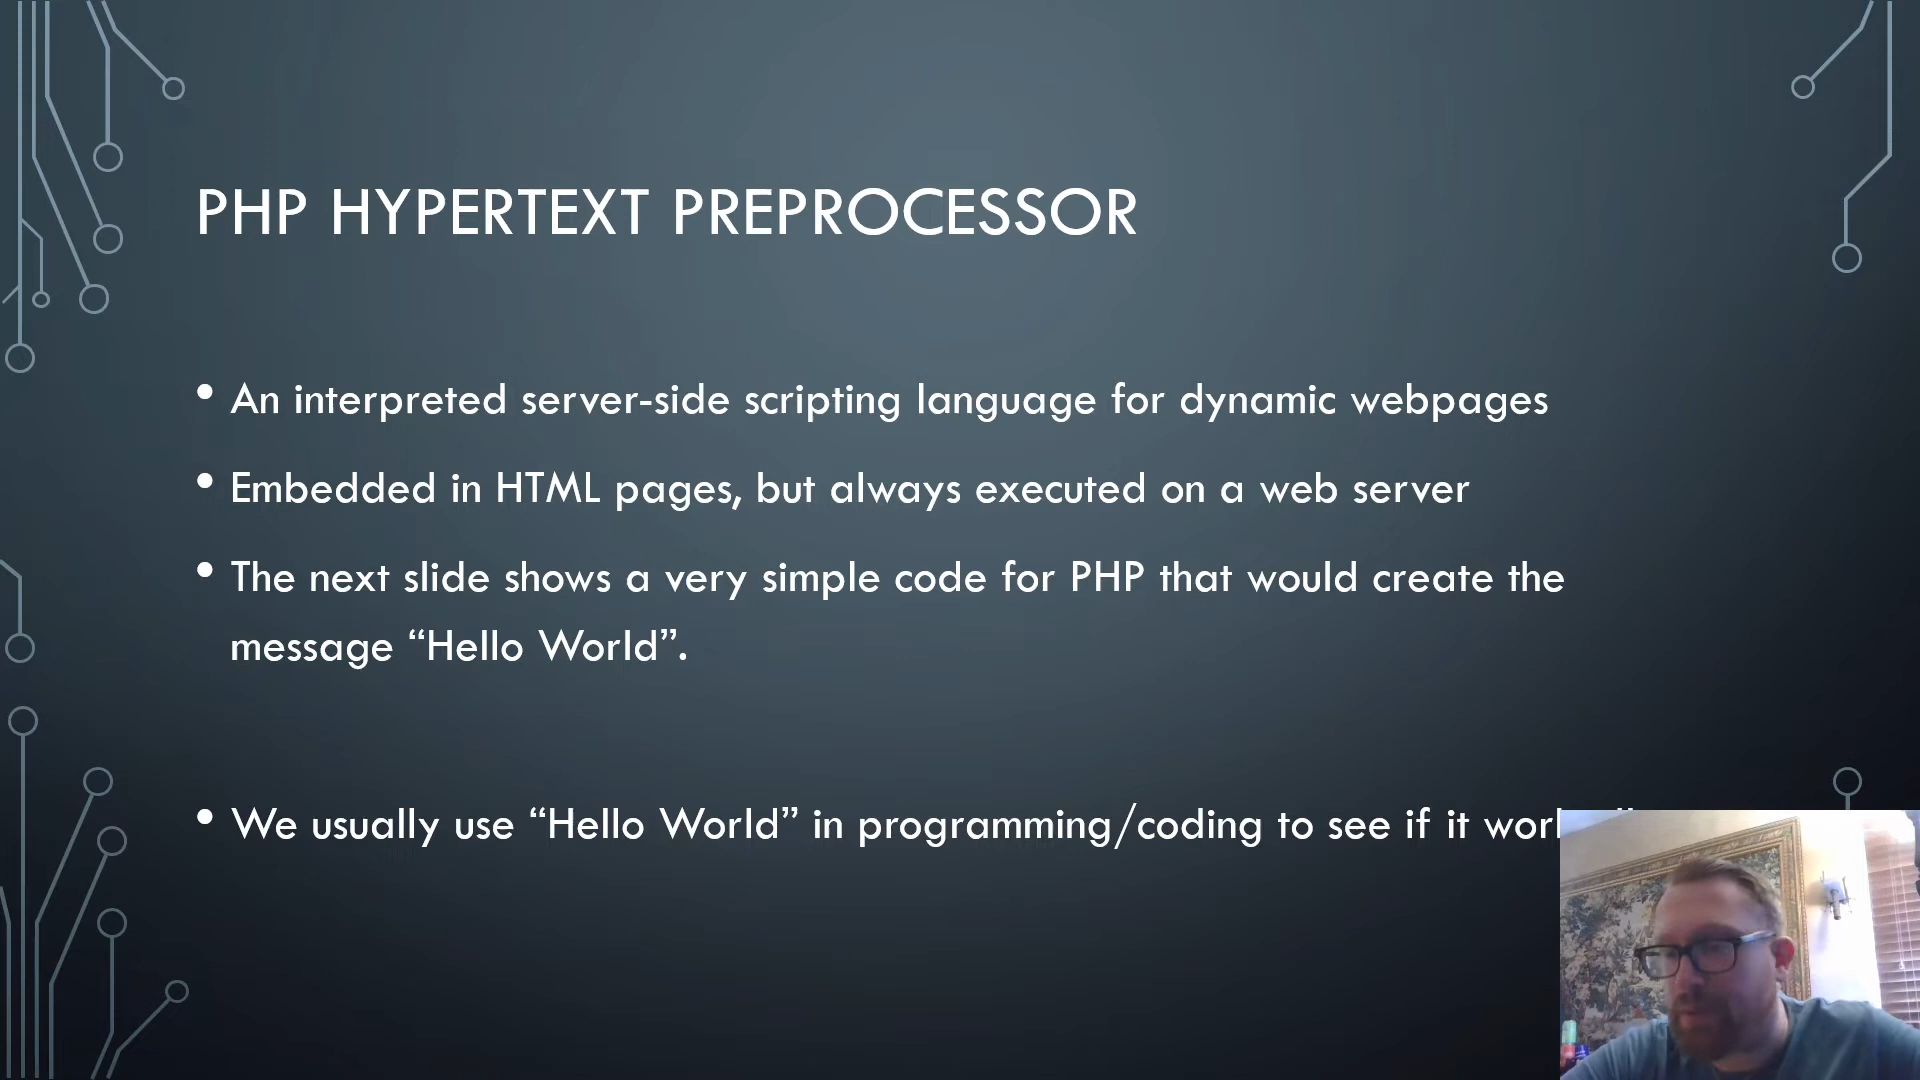 PHP HYPERTEXT PREPROCESSOR
• An interpreted server-side scripting language for dynamic webpages
• Embedded in HTML pages, but always executed on a web server
• The next slide shows a very simple code for PHP that would create the
message “Hello World”.
• We usually use “Hello World” in programming/coding to see if it